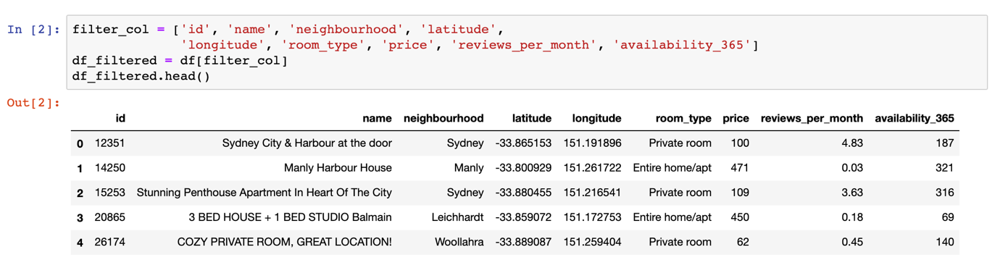 In [2]: filter_col = ['id', 'name', 'neighbourhood', 'latitude',
'longitude', 'room_type', 'price', 'reviews_per_month', 'availability_365']
df_filtered = df[filter_col]
df_filtered.head()
Out[2]:
id name neighbourhood latitude longitude room_type price reviews_per_month availability_365
0 12351 Sydney City & Harbour at the door Sydney -33.865153 151.191896 Private room 100 4.83 187
1 14250 Manly Harbour House Manly -33.800929 151.261722 Entire home/apt 471 0.03 321
2 15253 Stunning Penthouse Apartment In Heart Of The City Sydney -33.880455 151.216541 Private room 109 3.63 316
3 20865 3 BED HOUSE + 1 BED STUDIO Balmain Leichhardt -33.859072 151.172753 Entire home/apt 450 0.18 69
4 26174 COZY PRIVATE ROOM, GREAT LOCATION! Woollahra -33.889087 151.259404 Private room 62 0.45 140